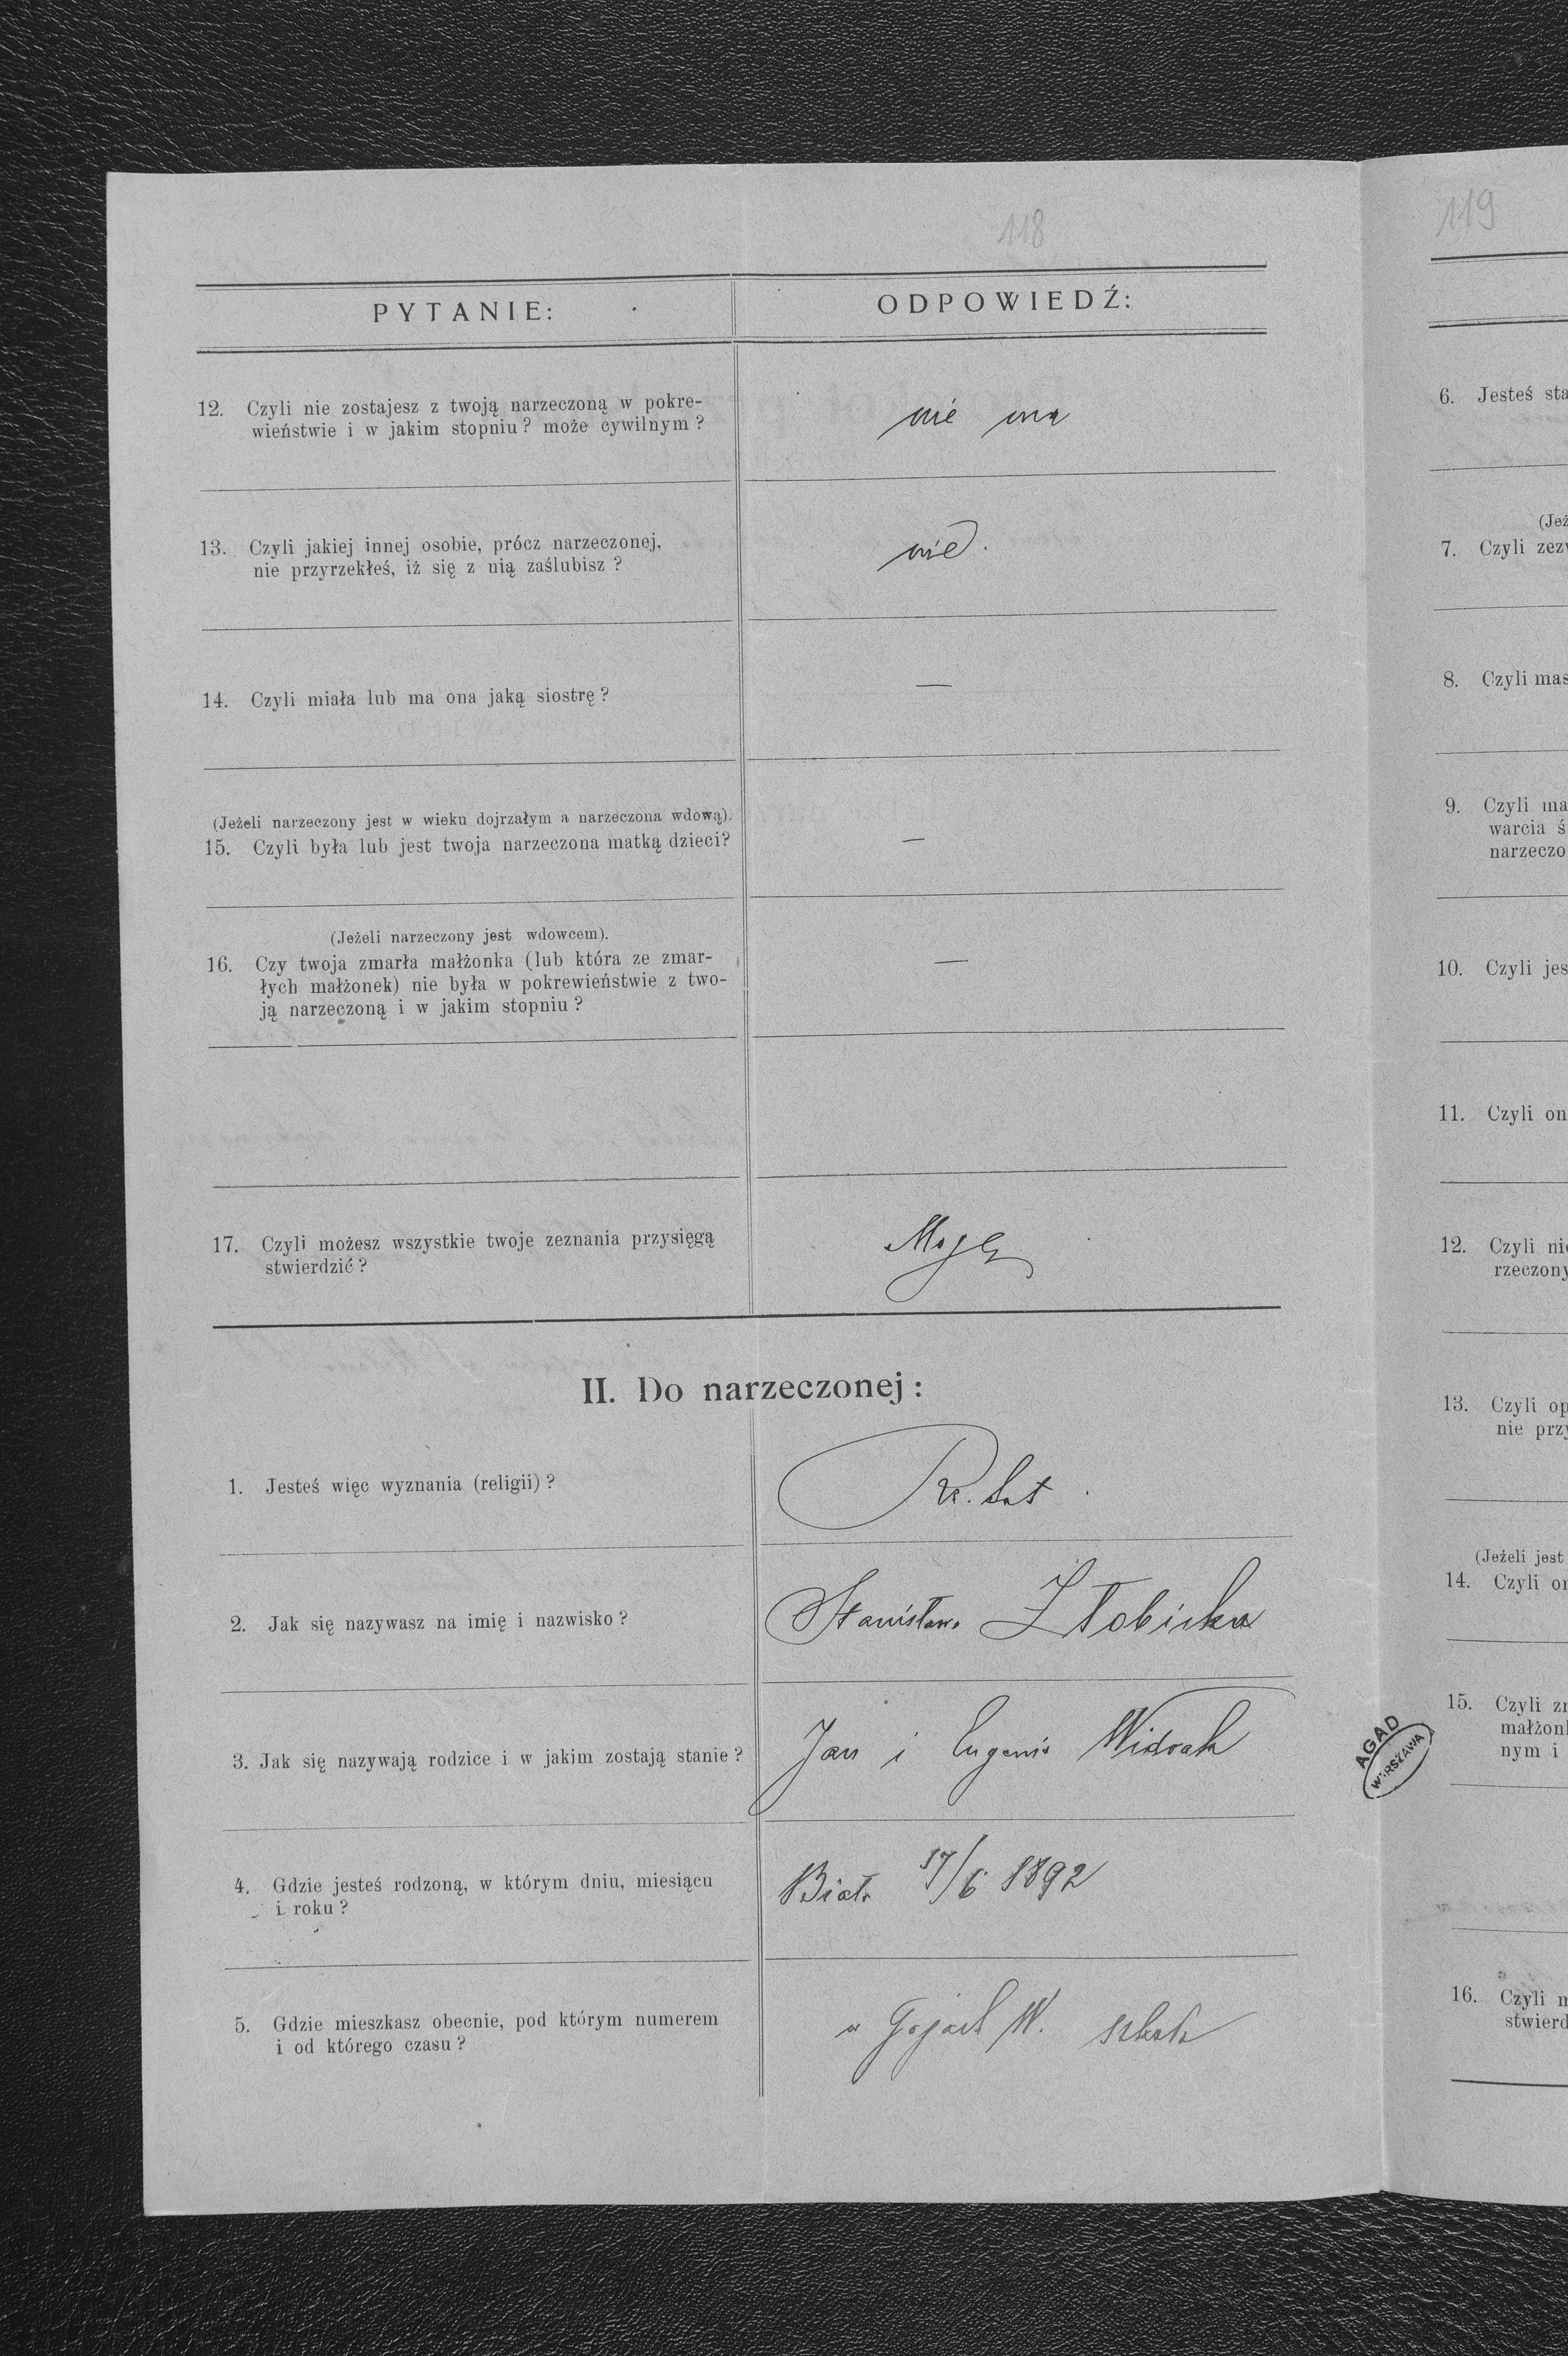 118
119
PYTANIE:
ODPOWIEDŹ:
12. Czyli nie zostajesz z twoją narzeczoną w pokre-
wieństwie i w jakim stopniu? może cywilnym?
nie ma
13. Czyli jakiej innej osobie, prócz narzeczonej,
nie przyrzekłeś, iż się z nią zaślubisz?
nie.
14. Czyli miała lub ma ona jaką siostrę?
—
(Jeżeli narzeczony jest w wieku dojrzałym a narzeczona wdową).
15. Czyli była lub jest twoja narzeczona matką dzieci?
—
(Jeżeli narzeczony jest wdowcem).
16. Czy twoja zmarła małżonka (lub która ze zmar-
łych małżonek) nie była w pokrewieństwie z two-
ją narzeczoną i w jakim stopniu?
—
17. Czyli możesz wszystkie twoje zeznania przysięgą
stwierdzić?
Mogę
II. Do narzeczonej:
1. Jesteś więc wyznania (religii)?
Rz. kat.
2. Jak się nazywasz na imię i nazwisko?
Stanisława Żłobicka
3. Jak się nazywają rodzice i w jakim zostają stanie?
Jan i Eugenia
4. Gdzie jesteś rodzoną, w którym dniu, miesiącu
i roku?
17/6 1892
5. Gdzie mieszkasz obecnie, pod którym numerem
i od którego czasu?
w Gajach W. szkoła
6. Jesteś sta
(Jeż
7. Czyli zezw
8. Czyli mas
9. Czyli ma
warcia ś
narzeczo
10. Czyli jes
11. Czyli on
12. Czyli nie
rzeczony
13. Czyli op
nie przy
(Jeżeli jest
14. Czyli on
15. Czyli zm
małżonk
nym i
16. Czyli m
stwierd
AGAD
WARSZAWA